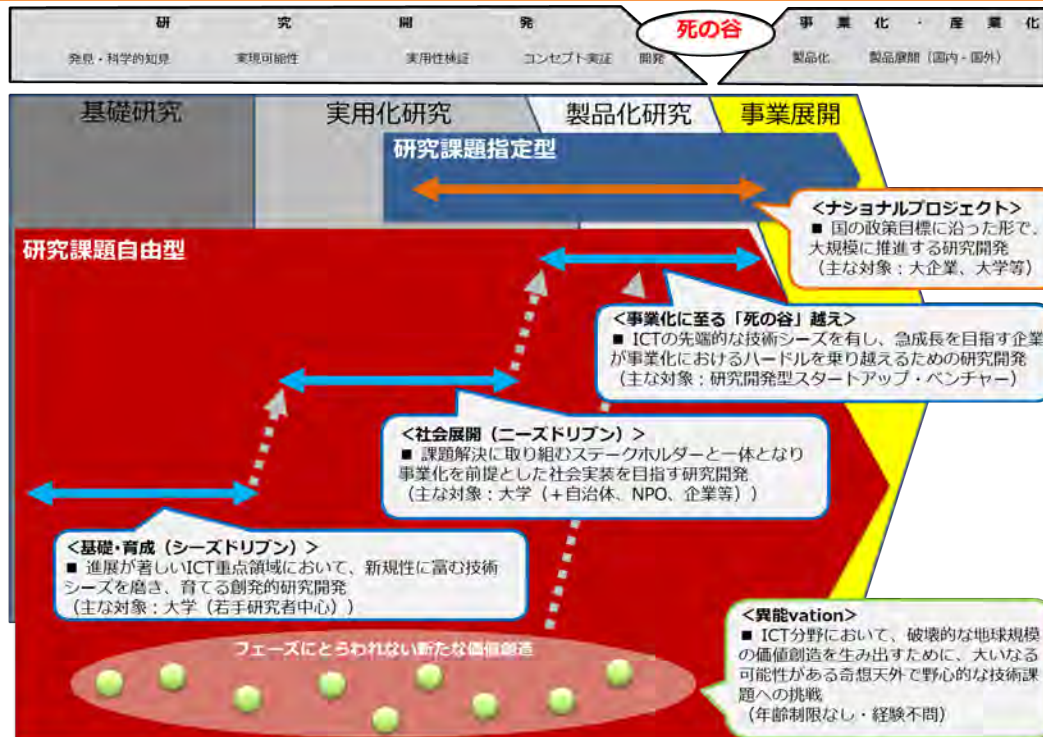 研究開発
死の谷
事業化・産業化
発見・科学的知見
実現可能性
実用性検証
コンセプト実証
開発
製品化
製品展開（国内・国外）
基礎研究
実用化研究
製品化研究
事業展開
研究課題指定型
＜ナショナルプロジェクト＞
■ 国の政策目標に沿った形で、
大規模に推進する研究開発
（主な対象：大企業、大学等）
研究課題自由型
＜事業化に至る「死の谷」越え＞
■ ICTの先端的な技術シーズを有し、急成長を目指す企業
が事業化におけるハードルを乗り越えるための研究開発
（主な対象：研究開発型スタートアップ・ベンチャー）
＜社会展開（ニーズドリブン）＞
■ 課題解決に取り組むステークホルダーと一体となり
事業化を前提とした社会実装を目指す研究開発
（主な対象：大学（＋自治体、NPO、企業等））
＜基礎・育成（シーズドリブン）＞
■ 進展が著しいICT重点領域において、新規性に富む技術
シーズを磨き、育てる創発的研究開発
（主な対象：大学（若手研究者中心））
フェーズにとらわれない新たな価値創造
＜異能vation＞
■ ICT分野において、破壊的な地球規模
の価値創造を生み出すために、大いなる
可能性がある奇想天外で野心的な技術課
題への挑戦
（年齢制限なし・経験不問）